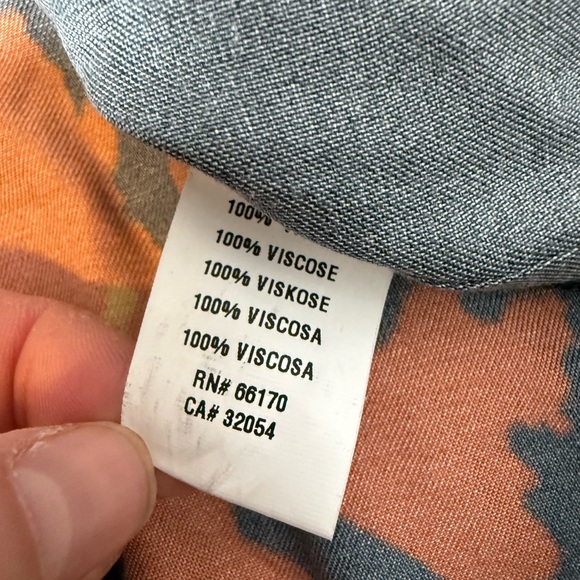 100%
100% VISCOSE
100% VISKOSE
100% VISCOSA
100% VISCOSA
RN# 66170
CA# 32054